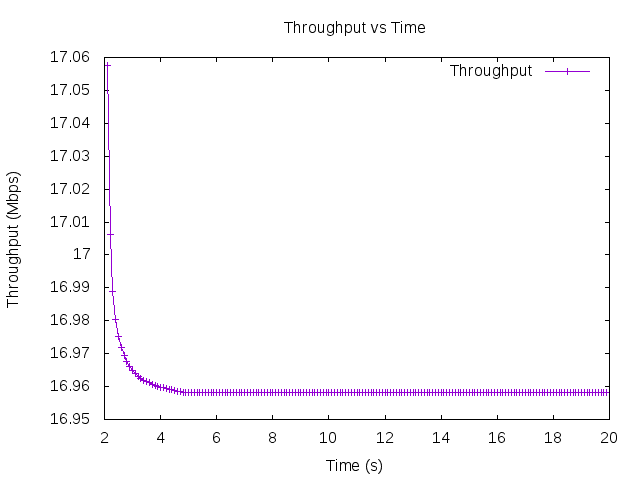 Throughput vs Time
Throughput
17.06
17.05
17.04
17.03
17.02
17.01
17
16.99
16.98
16.97
16.96
16.95
Throughput (Mbps)
2 4 6 8 10 12 14 16 18 20
Time (s)